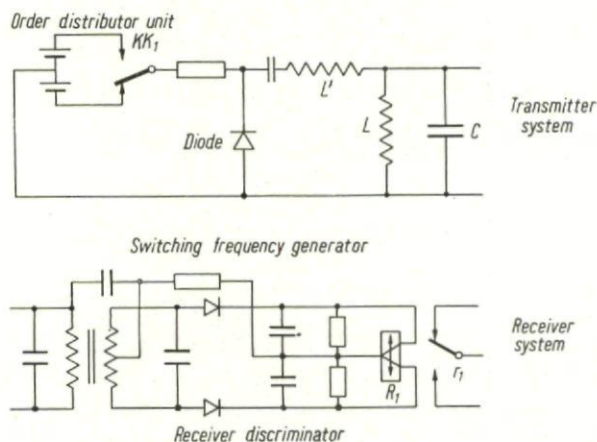 Order distributor unit
KK₁
L'
L
C
Diode
Transmitter
system
Switching frequency generator
R₁
r₁
Receiver
system
Receiver discriminator